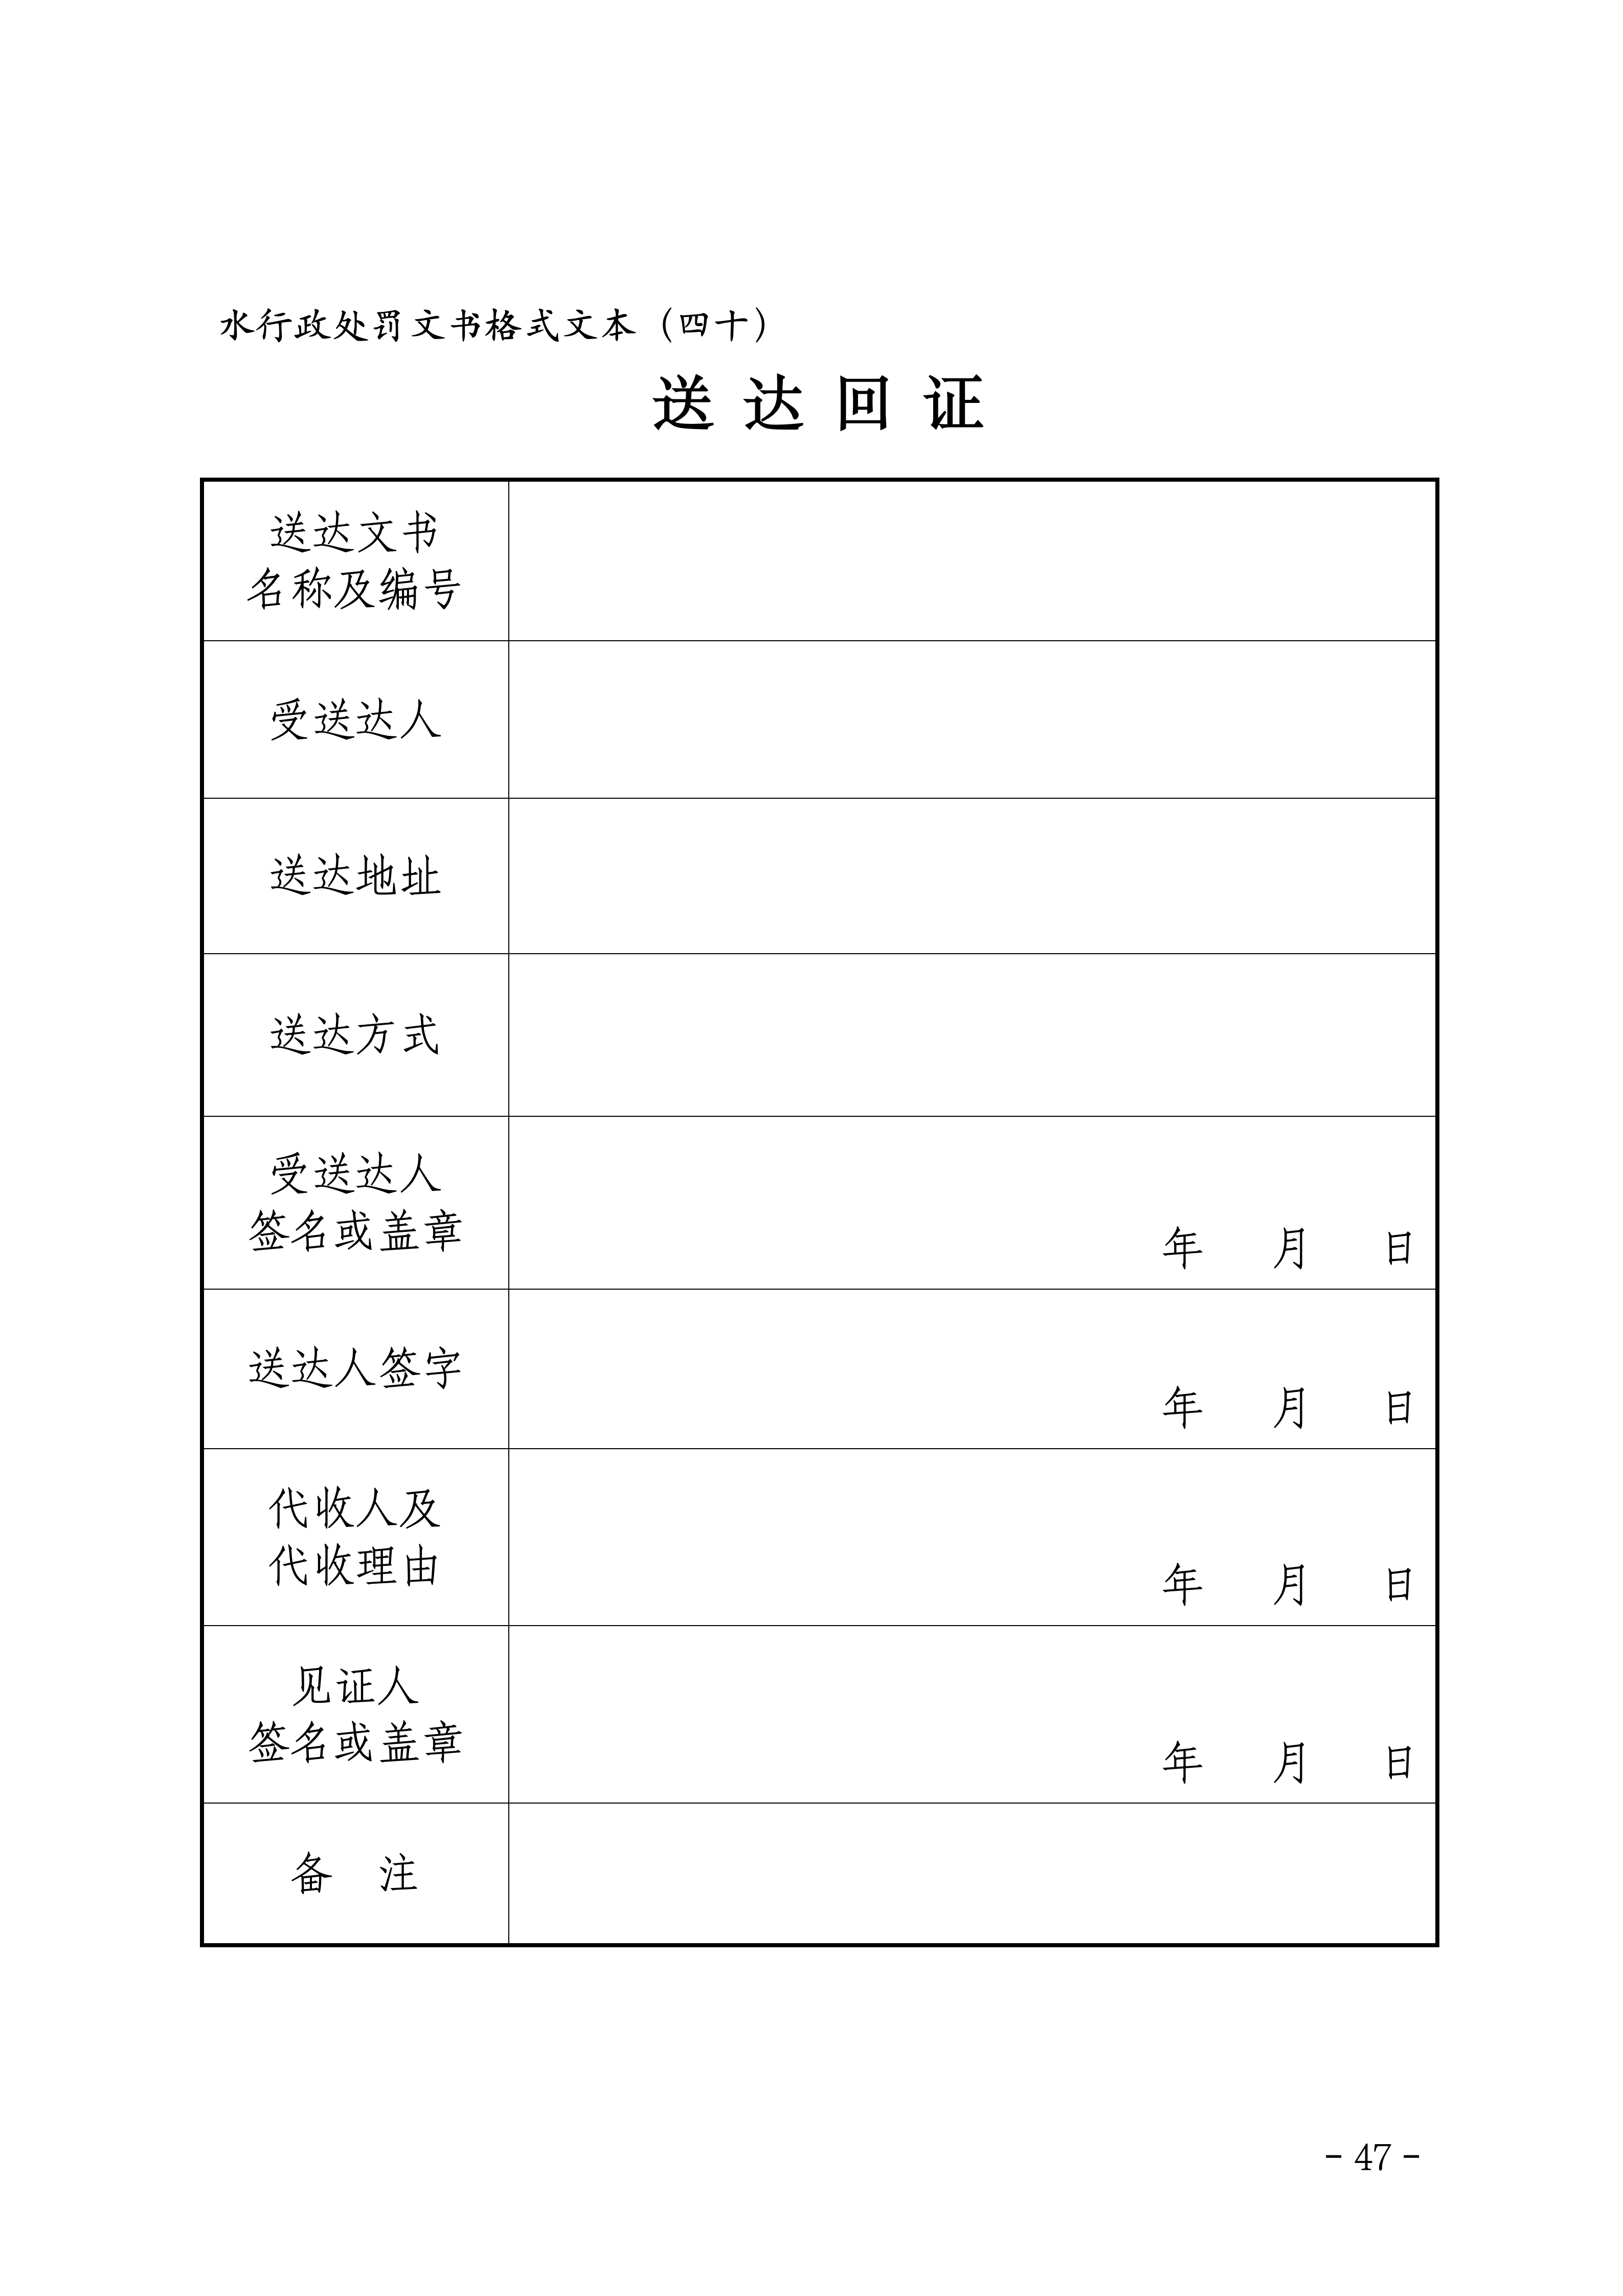 水行政处罚文书格式文本（四十）
送达回证
送达文书
名称及编号
受送达人
送达地址
送达方式
受送达人
签名或盖章
年 月 日
送达人签字
年 月 日
代收人及
代收理由
年 月 日
见证人
签名或盖章
年 月 日
备 注
- 47 -